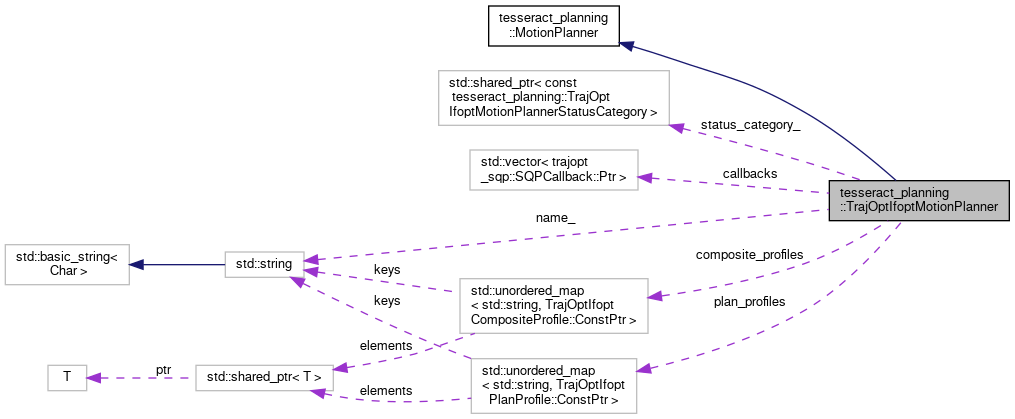 tesseract_planning
::MotionPlanner
std::shared_ptr< const
tesseract_planning::TrajOpt
IfoptMotionPlannerStatusCategory >
status_category_
std::vector< trajopt
_sqp::SQPCallback::Ptr >
callbacks
tesseract_planning
::TrajOptIfoptMotionPlanner
name_
std::basic_string<
Char >
std::string
keys
composite_profiles
std::unordered_map
< std::string, TrajOptIfopt
CompositeProfile::ConstPtr >
keys
plan_profiles
elements
T
ptr
std::shared_ptr< T >
elements
std::unordered_map
< std::string, TrajOptIfopt
PlanProfile::ConstPtr >